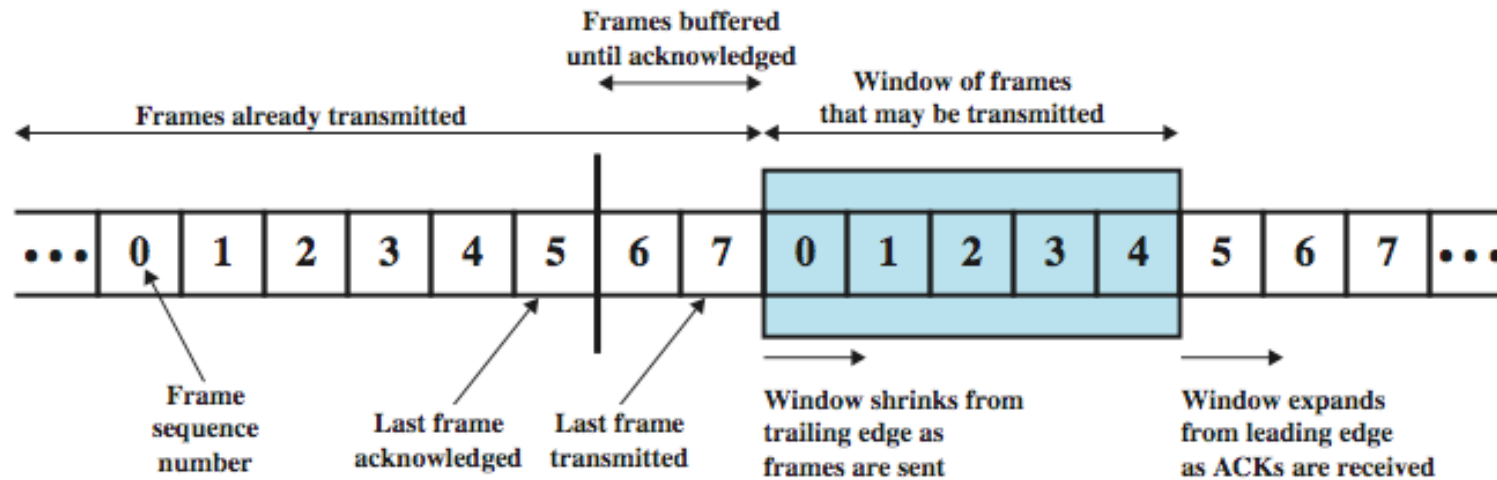 Frames buffered
until acknowledged
Window of frames
that may be transmitted
Frames already transmitted
••• 0 1 2 3 4 5 6 7 0 1 2 3 4 5 6 7 •••
Frame
sequence
number
Last frame
acknowledged
Last frame
transmitted
Window shrinks from
trailing edge as
frames are sent
Window expands
from leading edge
as ACKs are received